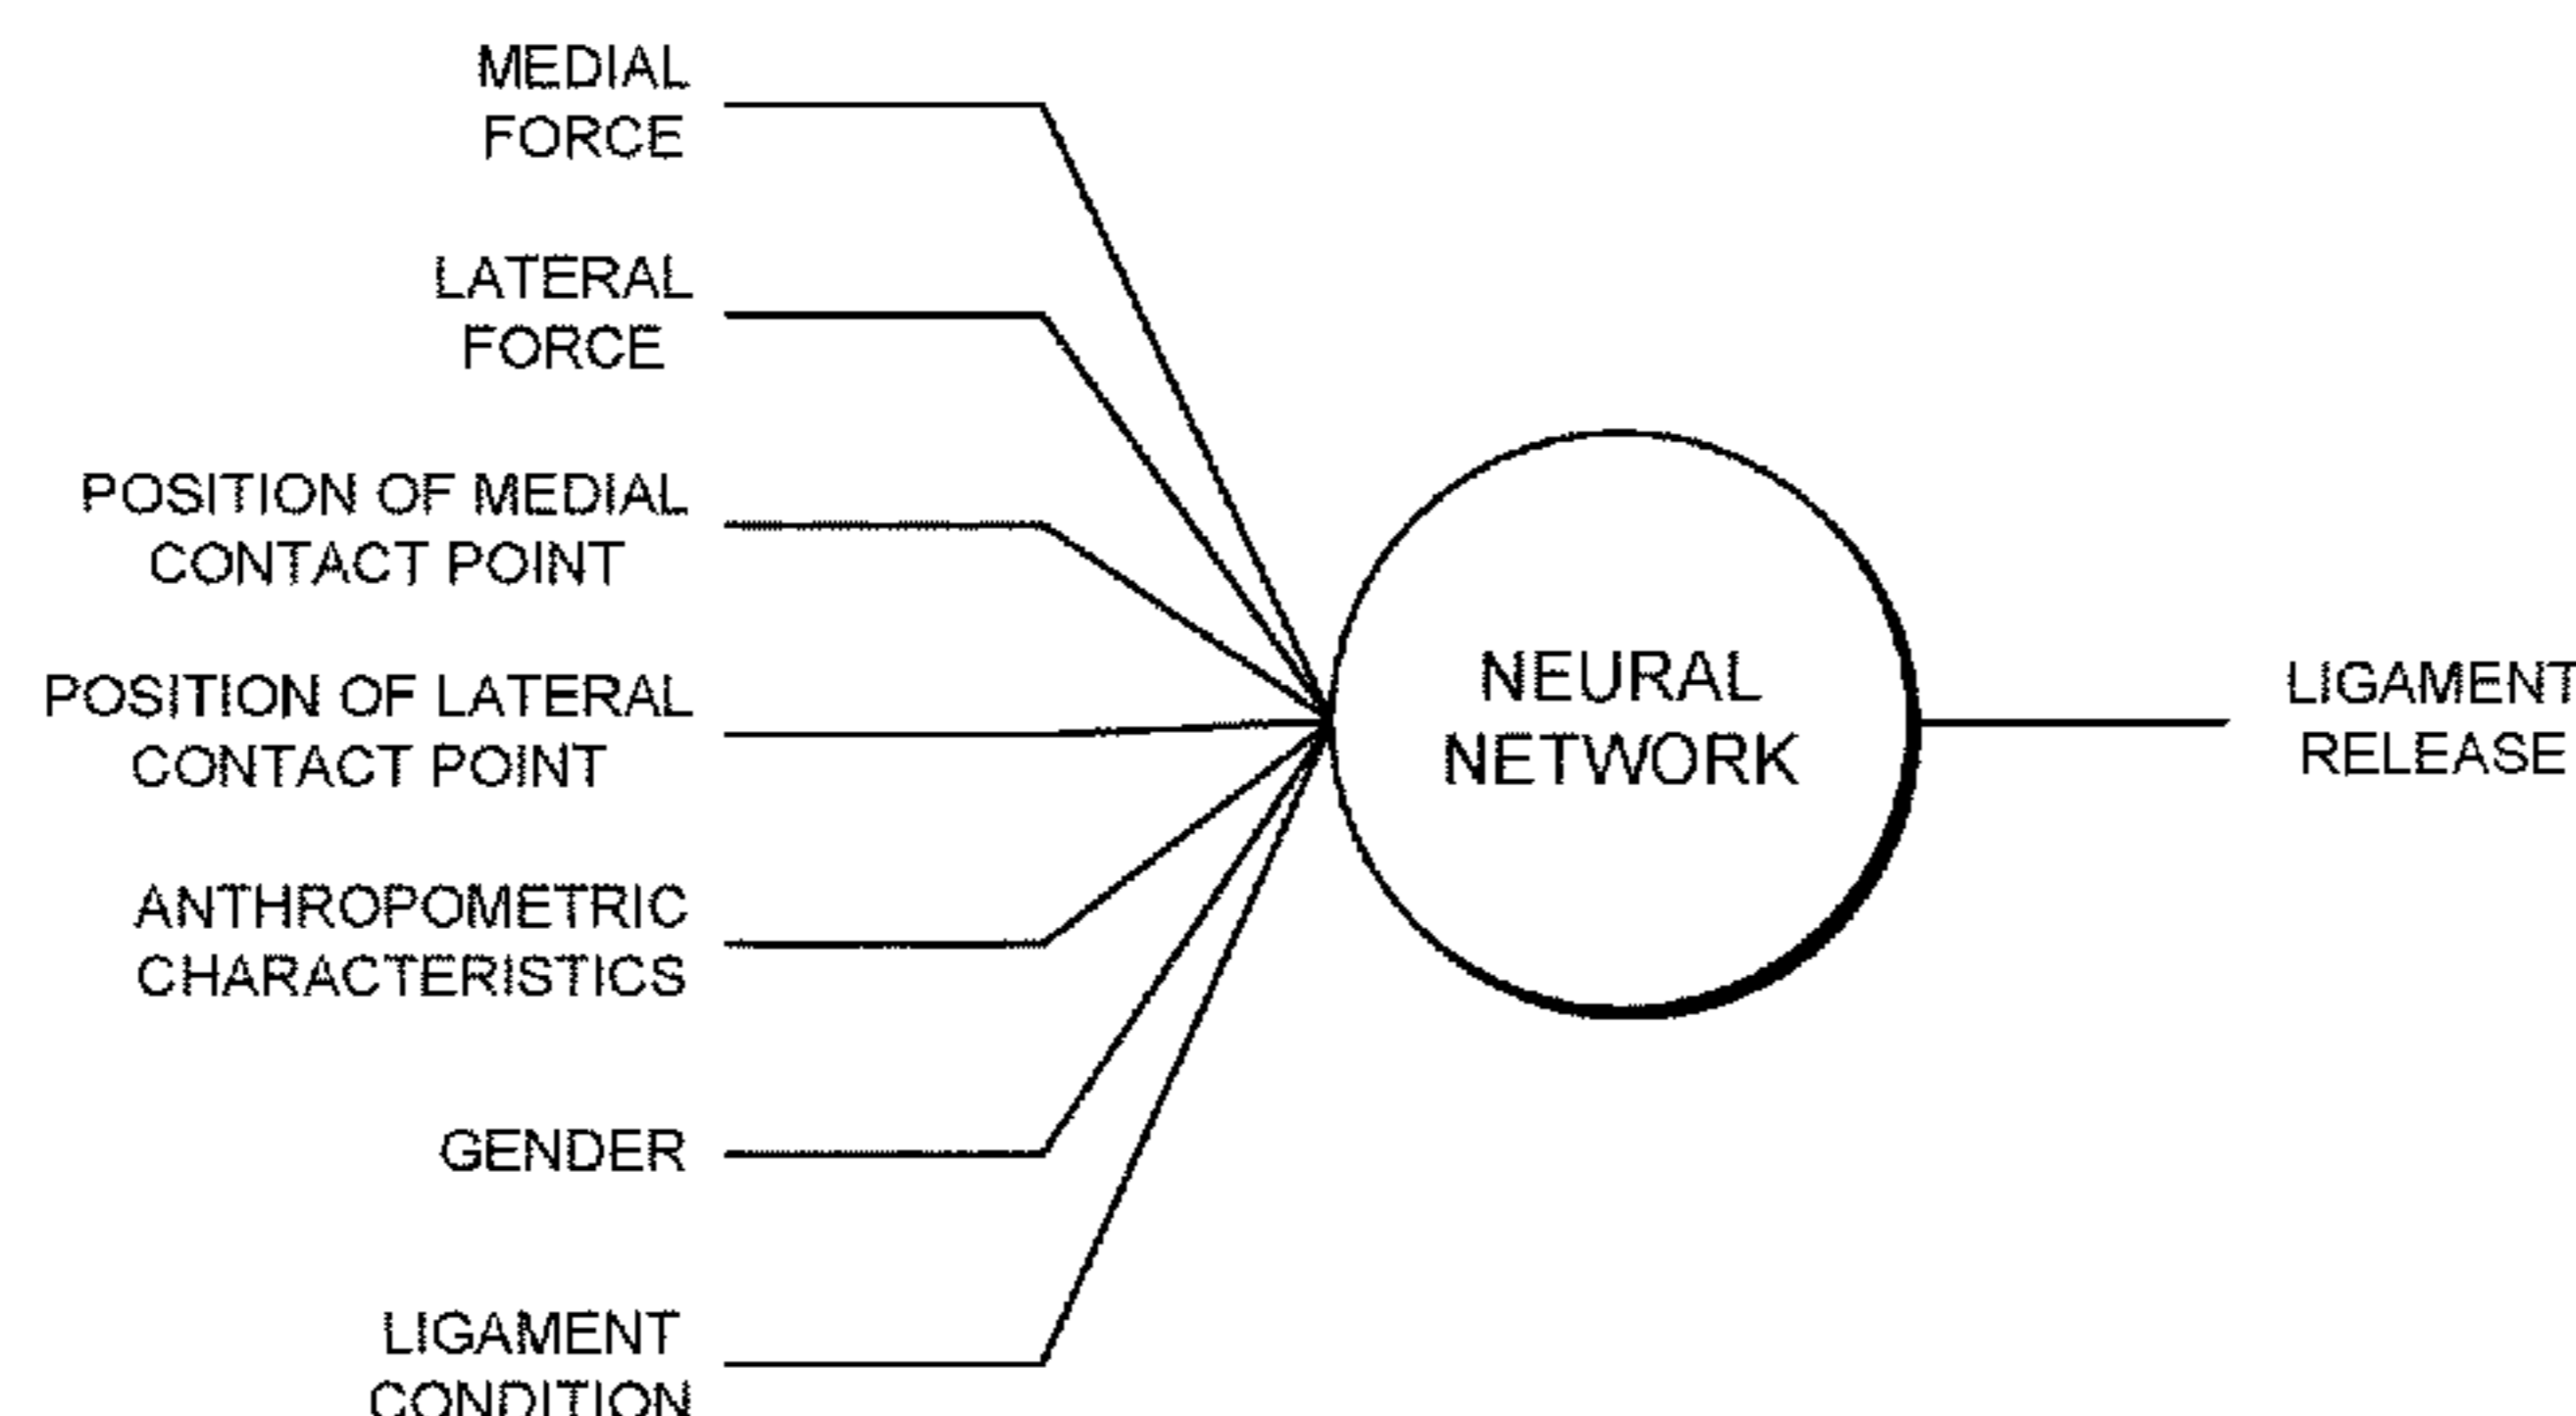 MEDIAL
FORCE
LATERAL
FORCE
POSITION OF MEDIAL
CONTACT POINT
POSITION OF LATERAL
CONTACT POINT
ANTHROPOMETRIC
CHARACTERISTICS
GENDER
LIGAMENT
CONDITION
NEURAL
NETWORK
LIGAMENT
RELEASE